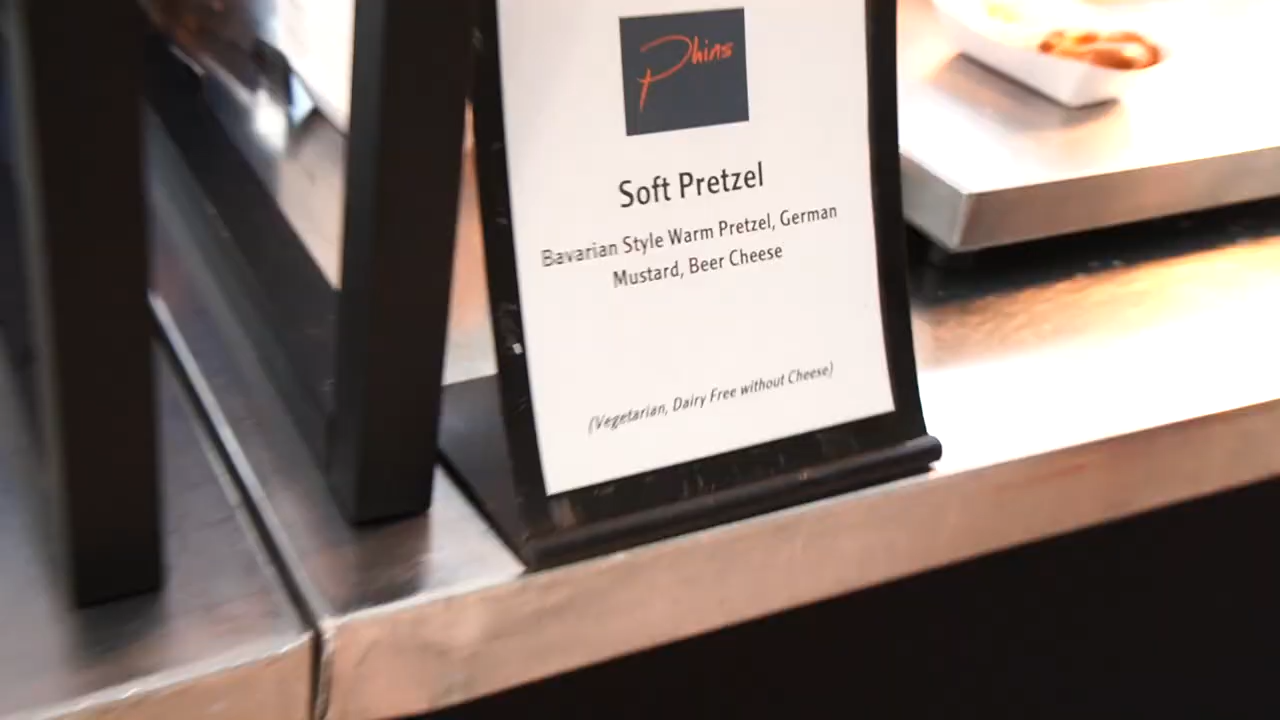 Phins
Soft Pretzel
Bavarian Style Warm Pretzel, German
Mustard, Beer Cheese
(Vegetarian, Dairy Free without Cheese)